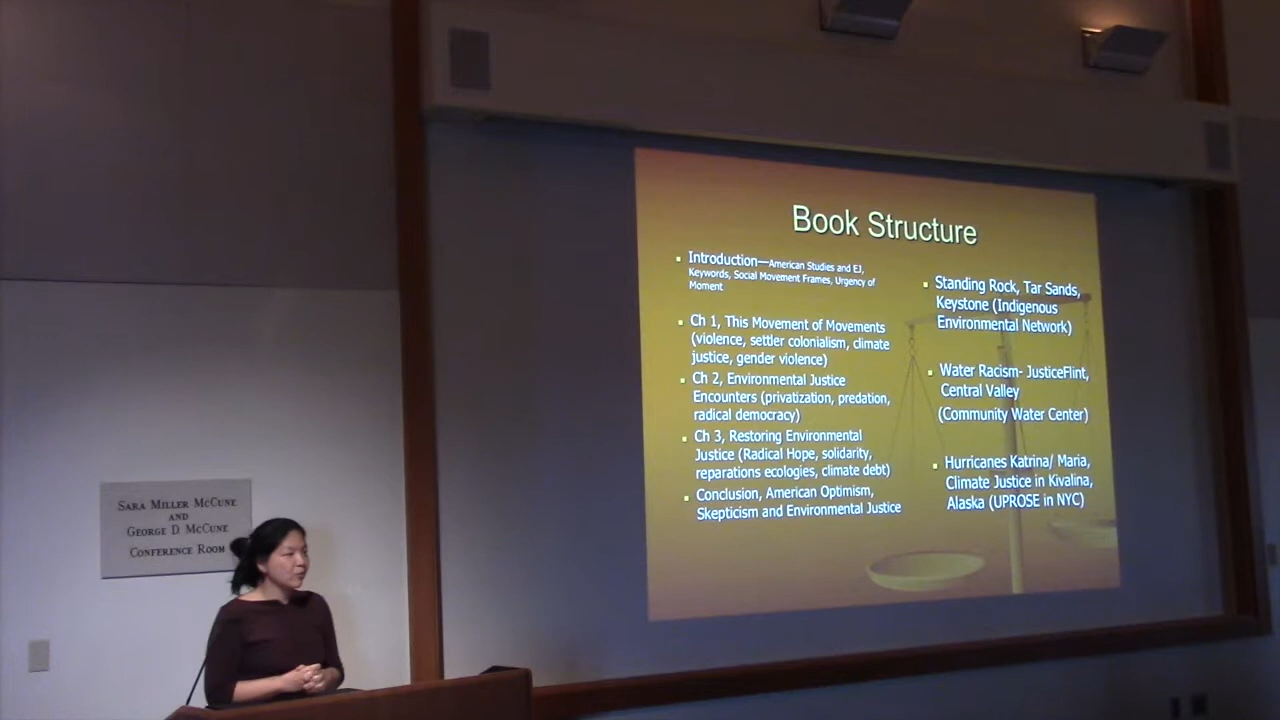 Book Structure
Introduction—American Studies and EJ,
Keywords, Social Movement Frames, Urgency of
Moment
Ch 1, This Movement of Movements
(violence, settler colonialism, climate
justice, gender violence)
Ch 2, Environmental Justice
Encounters (privatization, predation,
radical democracy)
Ch 3, Restoring Environmental
Justice (Radical Hope, solidarity,
reparations ecologies, climate debt)
Conclusion, American Optimism,
Skepticism and Environmental Justice
Standing Rock, Tar Sands,
Keystone (Indigenous
Environmental Network)
Water Racism- JusticeFlint,
Central Valley
(Community Water Center)
Hurricanes Katrina/ Maria,
Climate Justice in Kivalina,
Alaska (UPROSE in NYC)
Sara Miller McCune
and
George D McCune
Conference Room